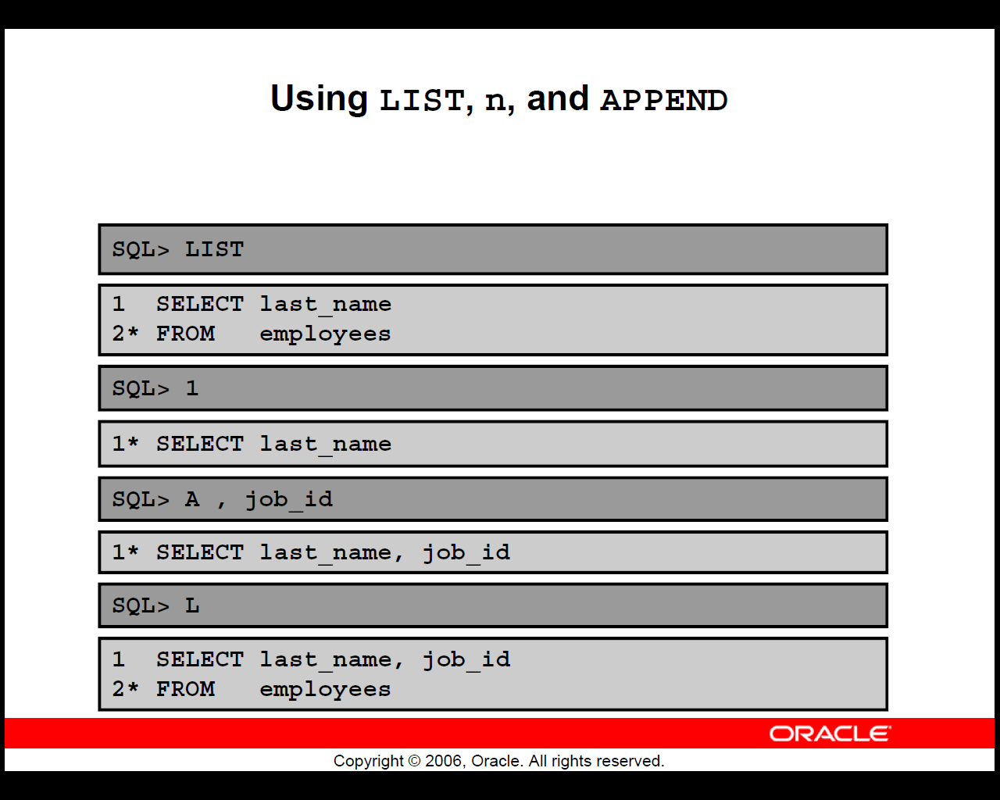 Using LIST, n, and APPEND
SQL> LIST
1  SELECT last_name
2* FROM   employees
SQL> 1
1* SELECT last_name
SQL> A , job_id
1* SELECT last_name, job_id
SQL> L
1  SELECT last_name, job_id
2* FROM   employees
ORACLE
Copyright © 2006, Oracle. All rights reserved.